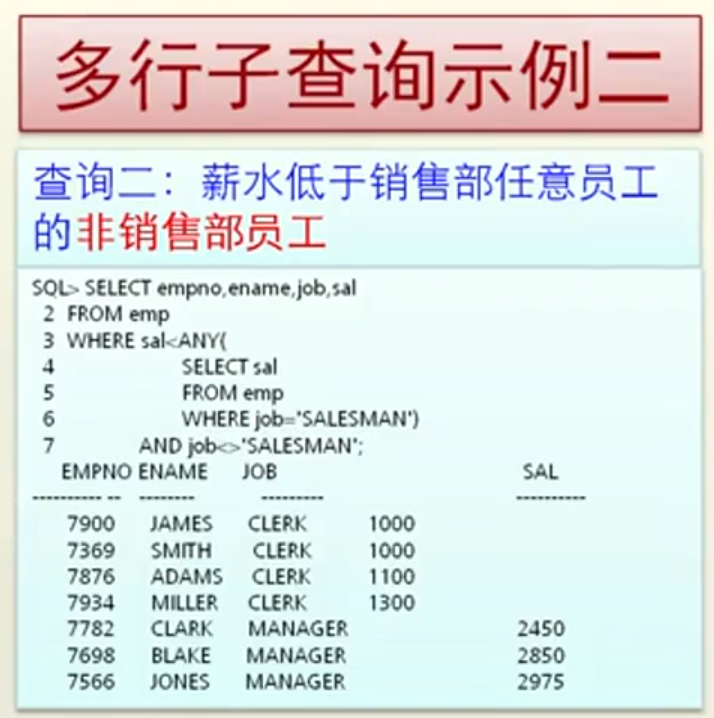 多行子查询示例二
查询二：薪水低于销售部任意员工
的非销售部员工
SQL> SELECT empno,ename,job,sal
2 FROM emp
3 WHERE sal<ANY(
4 SELECT sal
5 FROM emp
6 WHERE job='SALESMAN')
7 AND job<>'SALESMAN';
EMPNO ENAME JOB SAL
---------- -- -------- --------- ----------
7900 JAMES CLERK 1000
7369 SMITH CLERK 1000
7876 ADAMS CLERK 1100
7934 MILLER CLERK 1300
7782 CLARK MANAGER 2450
7698 BLAKE MANAGER 2850
7566 JONES MANAGER 2975